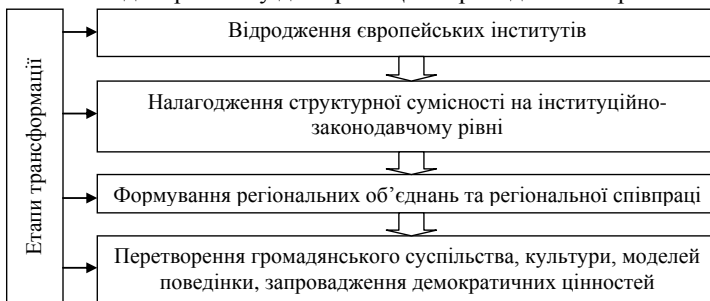 Етапи трансформації
Відродження європейських інститутів
Налагодження структурної сумісності на інституційно-
законодавчому рівні
Формування регіональних об’єднань та регіональної співпраці
Перетворення громадянського суспільства, культури, моделей
поведінки, запровадження демократичних цінностей